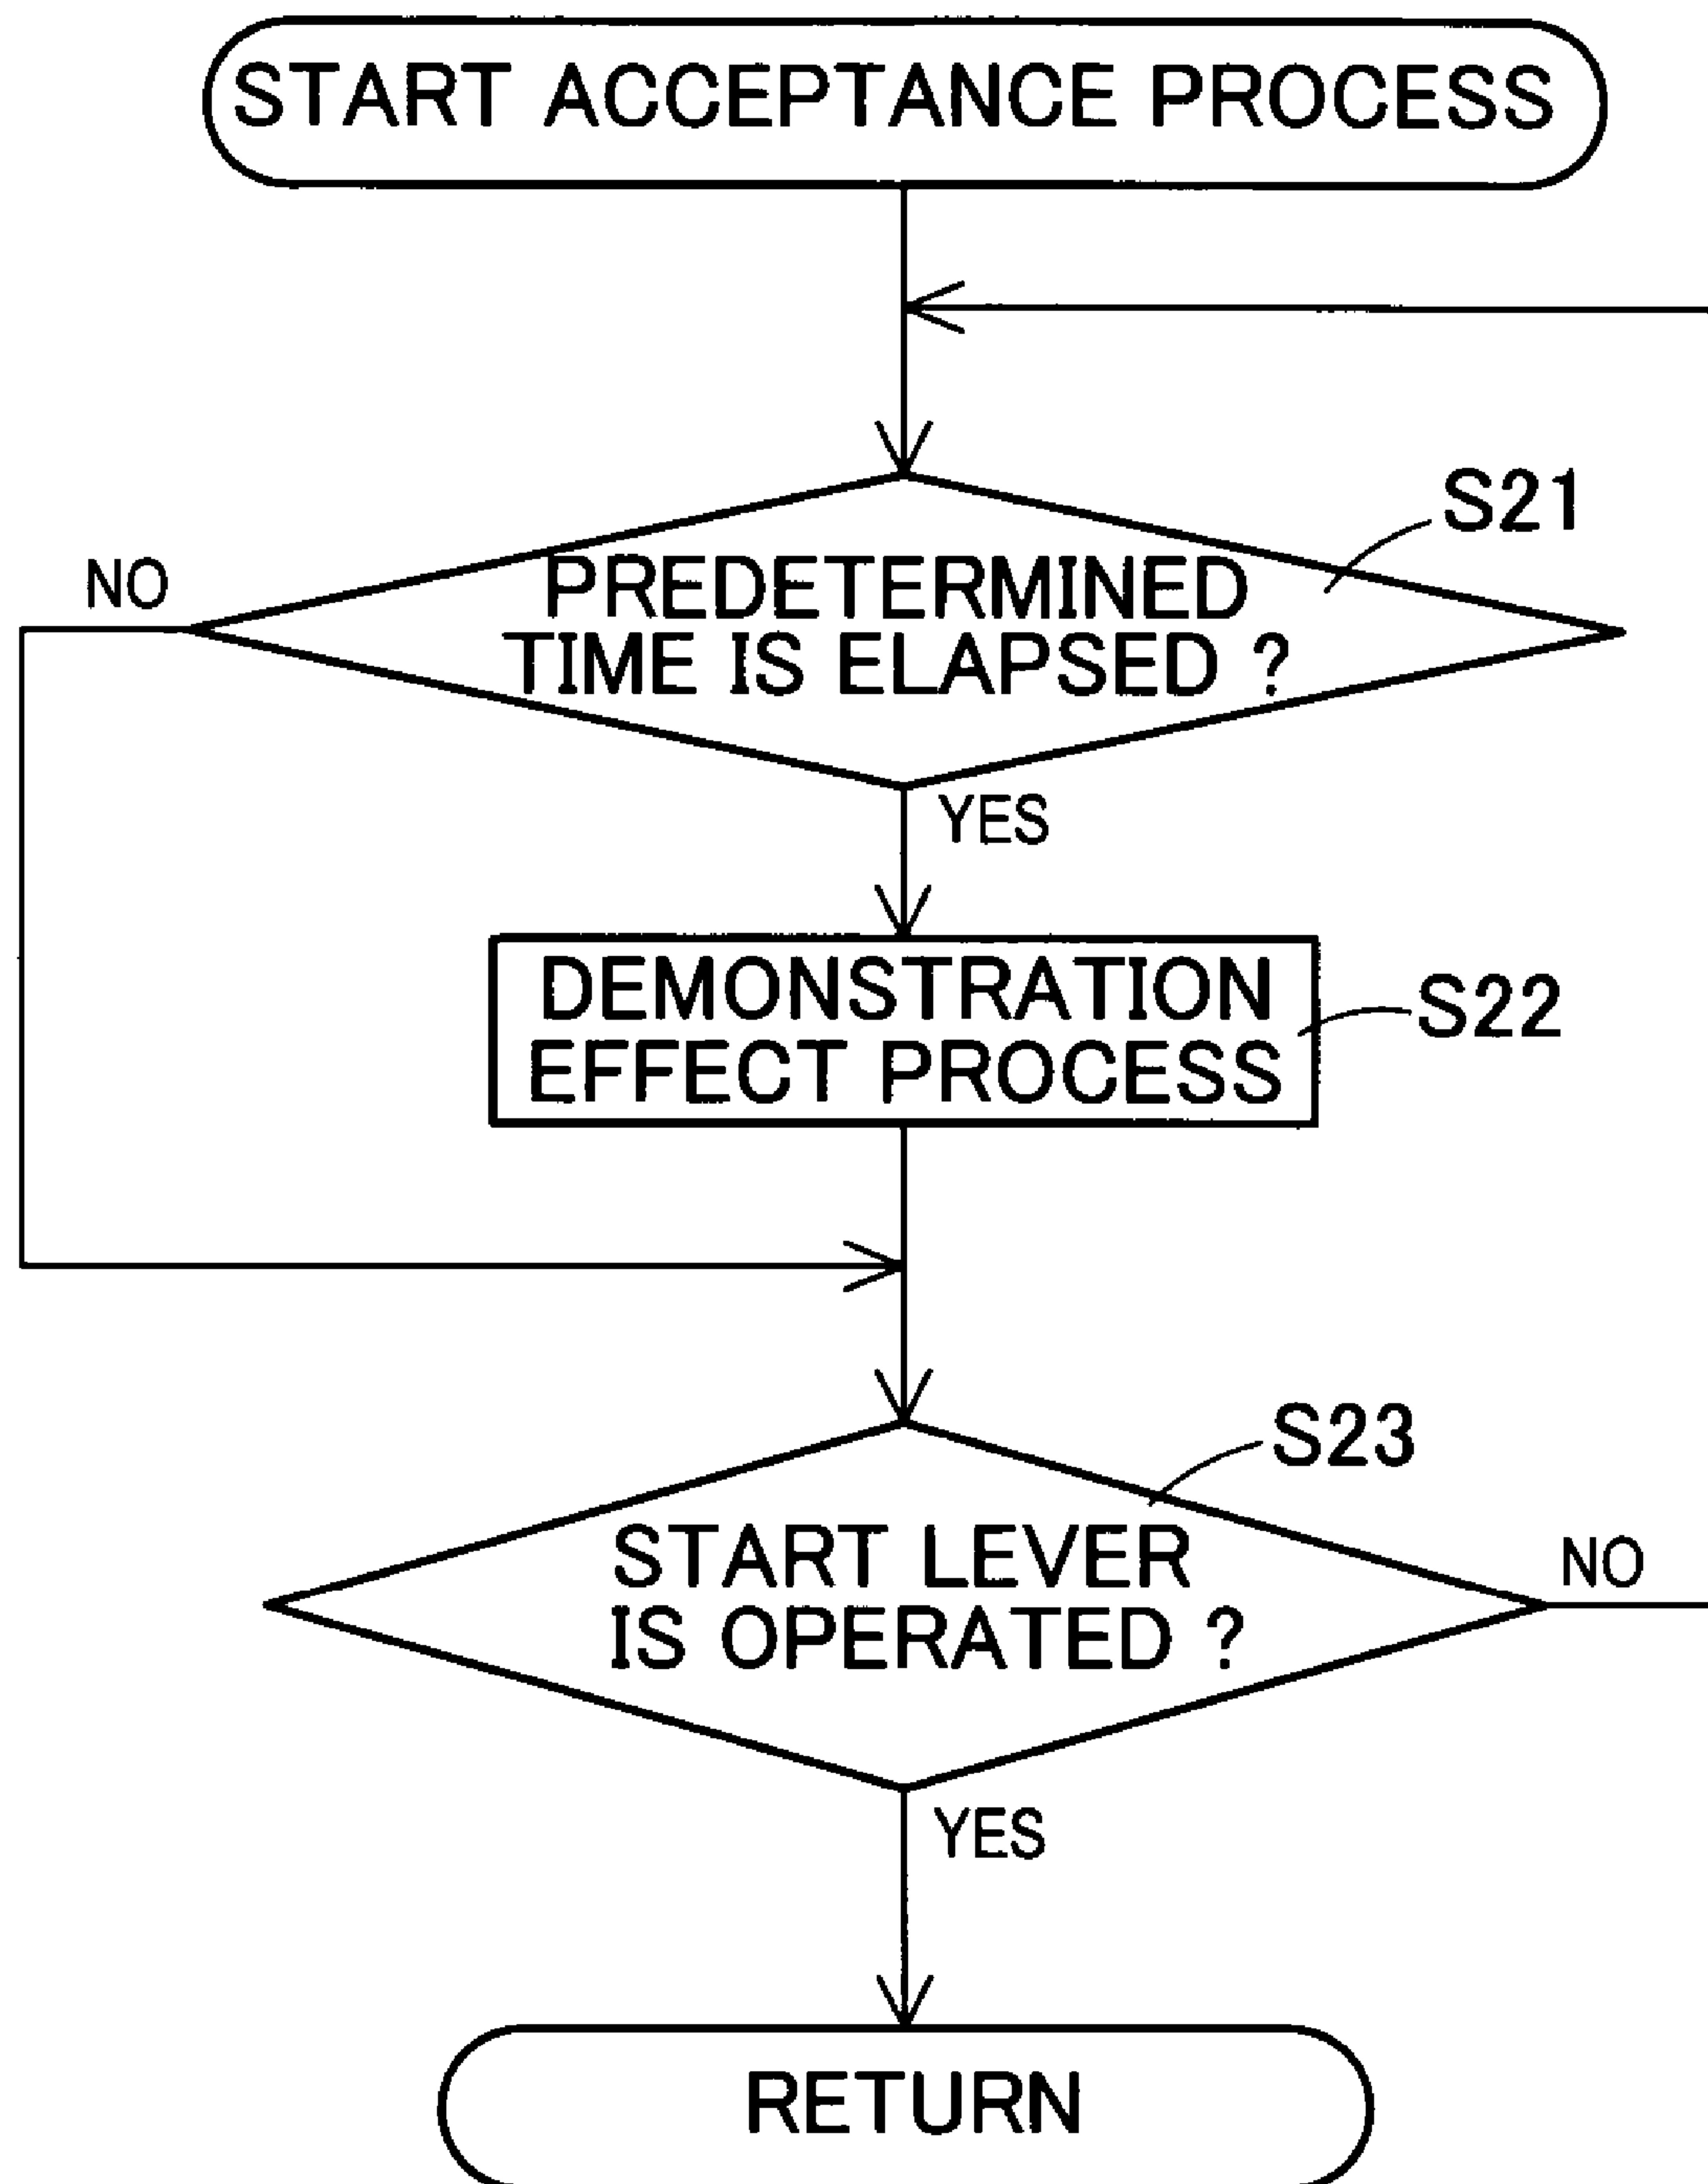 START ACCEPTANCE PROCESS
S21
NO
PREDETERMINED
TIME IS ELAPSED ?
YES
DEMONSTRATION
EFFECT PROCESS
S22
S23
START LEVER
IS OPERATED ?
NO
YES
RETURN